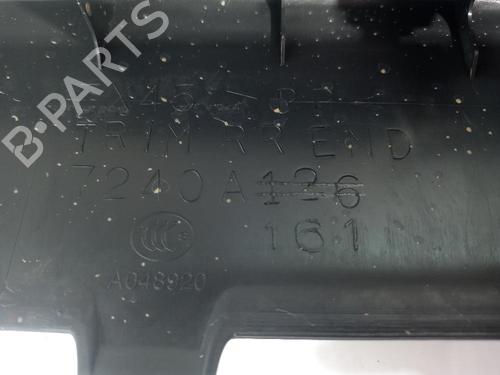 TRIM RR END
7240A126
161
A048920
B-PARTS